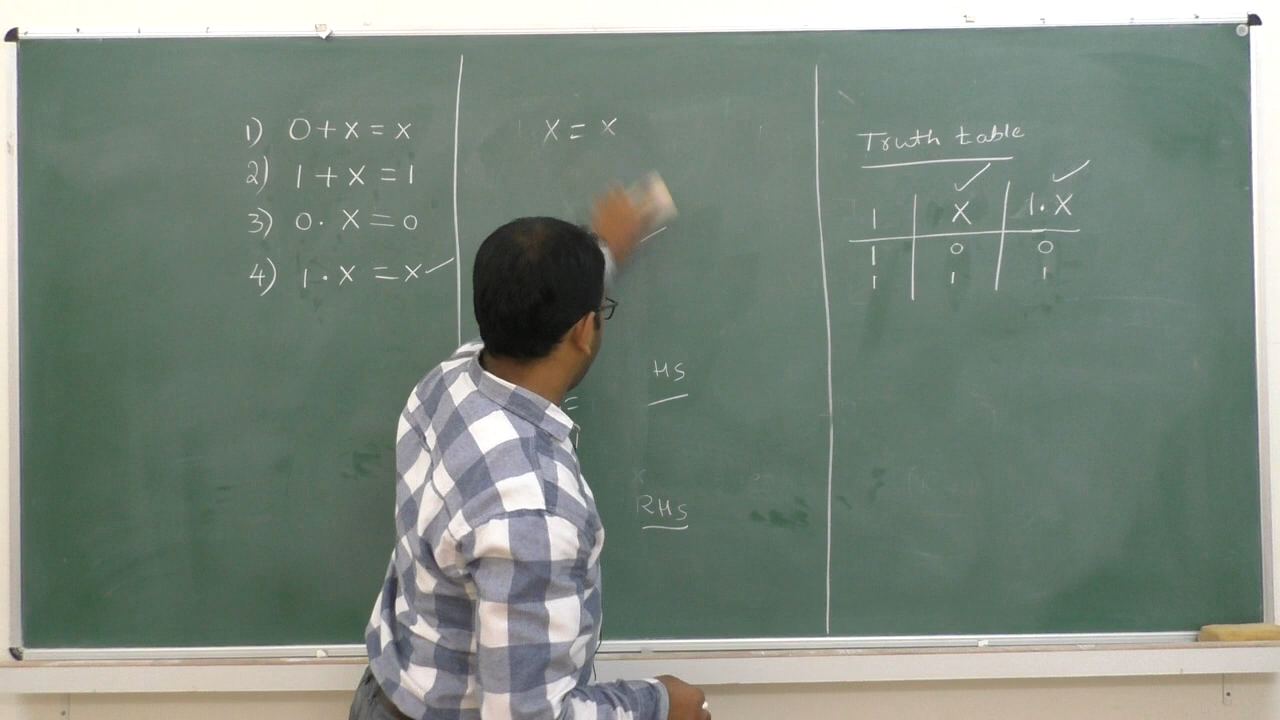 1) 0 + x = x
2) 1 + x = 1
3) 0 · x = 0
4) 1 · x = x
x = x
=
HS
RHS
Truth table
1 | x | 1 · x
1 | 0 | 0
1 | 1 | 1